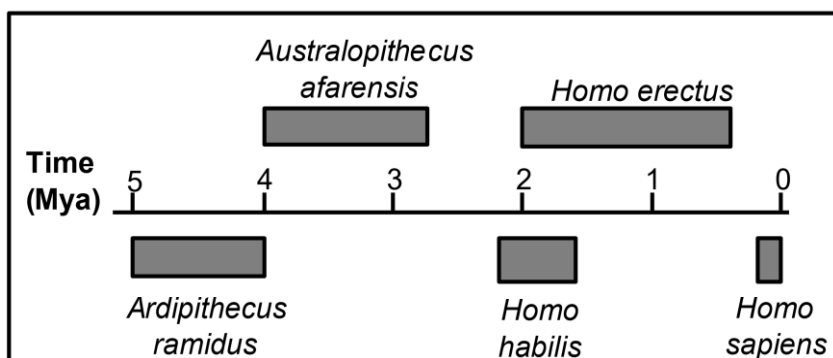 Australopithecus
afarensis
Homo erectus
Time
(Mya)
5 4 3 2 1 0
Ardipithecus
ramidus
Homo
habilis
Homo
sapiens